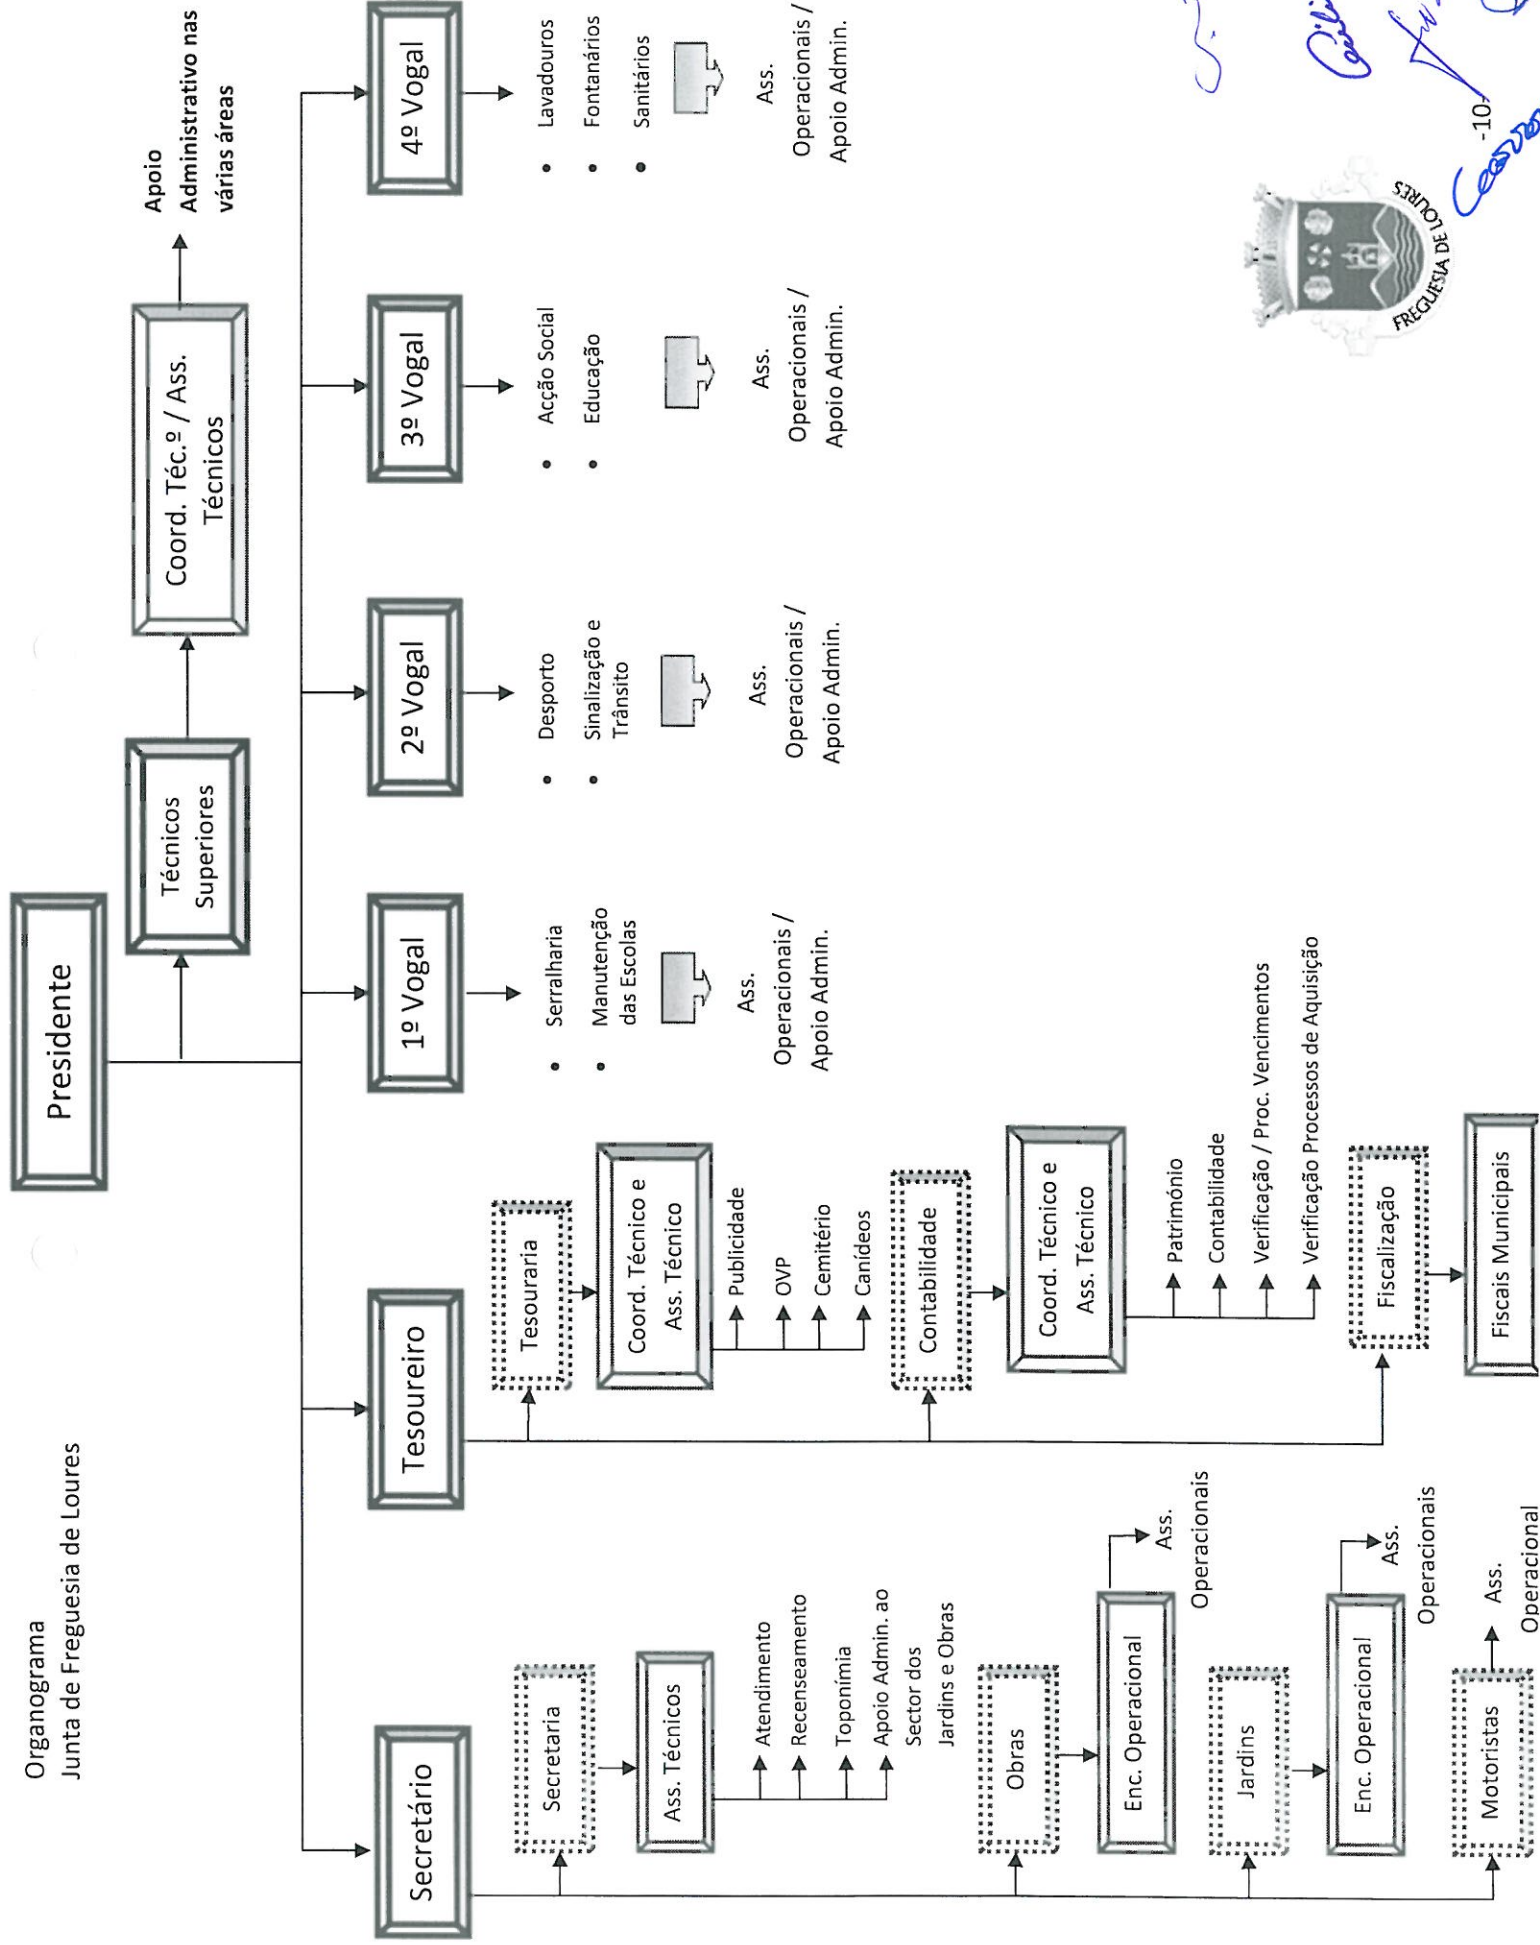 Organograma
Junta de Freguesia de Loures
Presidente
Técnicos
Superiores
Coord. Téc.º / Ass.
Técnicos
Apoio
Administrativo nas
várias áreas
Secretário
Tesoureiro
1º Vogal
2º Vogal
3º Vogal
4º Vogal
Secretaria
Ass. Técnicos
Atendimento
Recenseamento
Toponímia
Apoio Admin. ao
Sector dos
Jardins e Obras
Obras
Enc. Operacional
Ass.
Operacionais
Jardins
Enc. Operacional
Ass.
Operacionais
Motoristas
Ass.
Operacional
Tesouraria
Coord. Técnico e
Ass. Técnico
Publicidade
OVP
Cemitério
Canídeos
Contabilidade
Coord. Técnico e
Ass. Técnico
Património
Contabilidade
Verificação / Proc. Vencimentos
Verificação Processos de Aquisição
Fiscalização
Fiscais Municipais
• Serralharia
• Manutenção
das Escolas
Ass.
Operacionais /
Apoio Admin.
• Desporto
• Sinalização e
Trânsito
Ass.
Operacionais /
Apoio Admin.
• Acção Social
• Educação
Ass.
Operacionais /
Apoio Admin.
• Lavadouros
• Fontanários
• Sanitários
Ass.
Operacionais /
Apoio Admin.
FREGUESIA DE LOURES
-10-